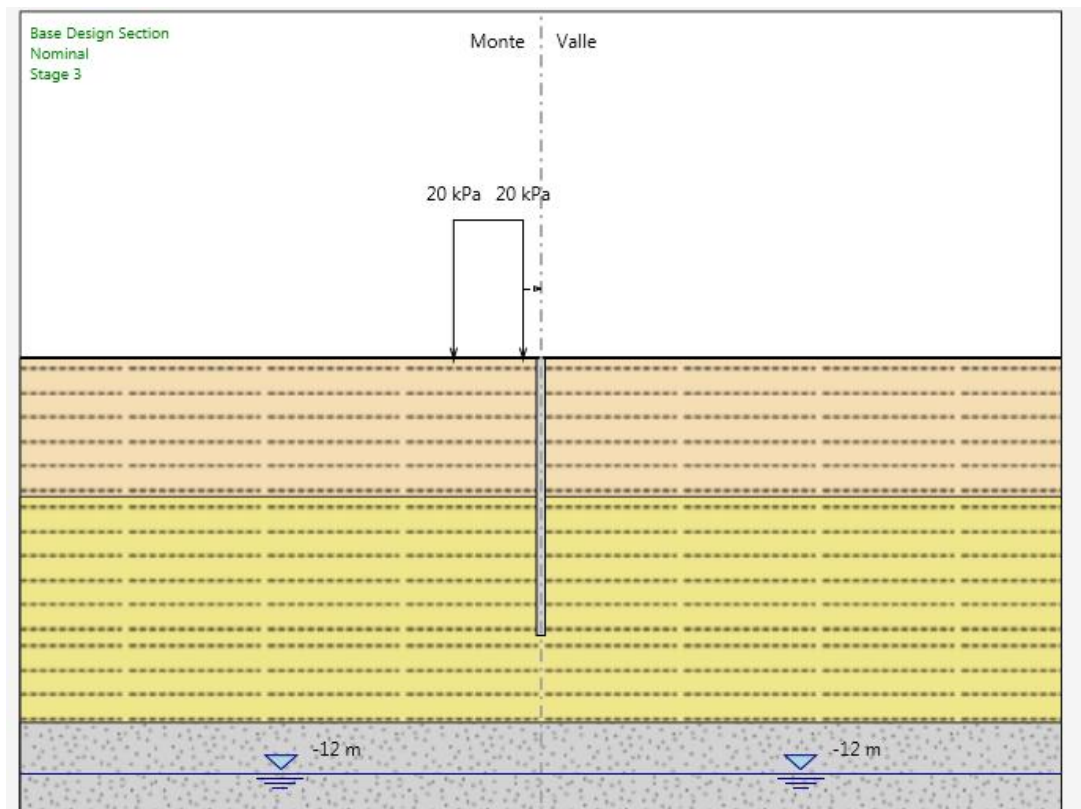 Base Design Section
Nominal
Stage 3
Monte Valle
20 kPa 20 kPa
-12 m -12 m